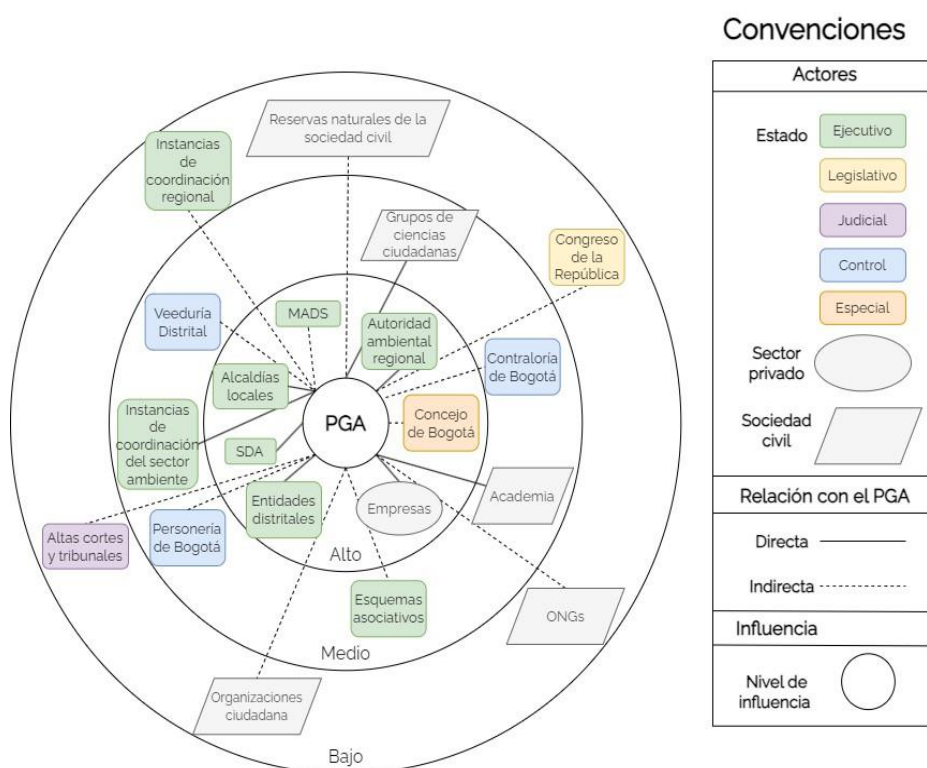 Convenciones
Actores
Estado
Ejecutivo
Legislativo
Judicial
Control
Especial
Sector
privado
Sociedad
civil
Relación con el PGA
Directa
Indirecta
Influencia
Nivel de
influencia
Reservas naturales de la
sociedad civil
Instancias
de
coordinación
regional
Grupos de
ciencias
ciudadanas
Congreso
de la
República
Veeduría
Distrital
MADS
Autoridad
ambiental
regional
Contraloría
de Bogotá
Alcaldías
locales
PGA
Concejo
de Bogotá
Instancias
de
coordinación
del sector
ambiente
SDA
Entidades
distritales
Empresas
Academia
Altas cortes
y tribunales
Personería
de Bogotá
Alto
Esquemas
asociativos
ONGs
Medio
Organizaciones
ciudadana
Bajo